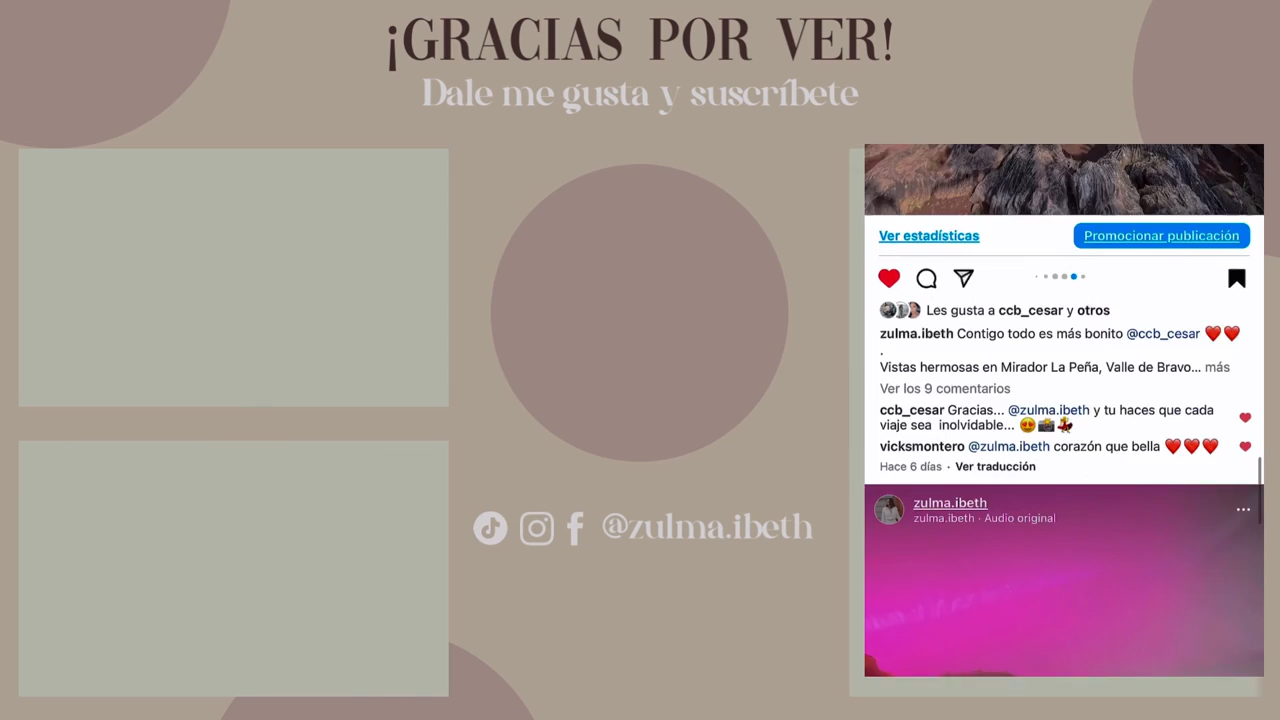 ¡GRACIAS POR VER!
Dale me gusta y suscríbete
@zulma.ibeth
Ver estadísticas
Promocionar publicación
Les gusta a ccb_cesar y otros
zulma.ibeth Contigo todo es más bonito @ccb_cesar ❤️❤️
.
Vistas hermosas en Mirador La Peña, Valle de Bravo... más
Ver los 9 comentarios
ccb_cesar Gracias... @zulma.ibeth y tu haces que cada
viaje sea inolvidable... 😍📸💃
vicksmontero @zulma.ibeth corazón que bella ❤️❤️❤️
Hace 6 días · Ver traducción
zulma.ibeth
zulma.ibeth · Audio original